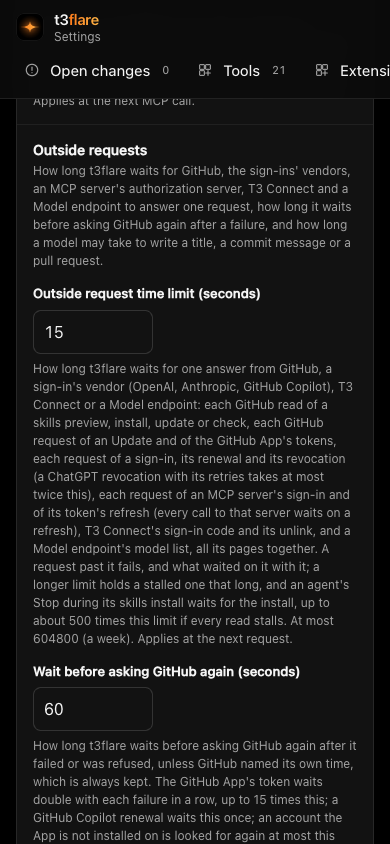 t3flare
Settings
Open changes 0 Tools 21 Extensi
Applies at the next MCP call.
Outside requests
How long t3flare waits for GitHub, the sign-ins' vendors,
an MCP server's authorization server, T3 Connect and a
Model endpoint to answer one request, how long it waits
before asking GitHub again after a failure, and how long
a model may take to write a title, a commit message or a
pull request.
Outside request time limit (seconds)
15
How long t3flare waits for one answer from GitHub, a
sign-in's vendor (OpenAI, Anthropic, GitHub Copilot), T3
Connect or a Model endpoint: each GitHub read of a
skills preview, install, update or check, each GitHub
request of an Update and of the GitHub App's tokens,
each request of a sign-in, its renewal and its revocation
(a ChatGPT revocation with its retries takes at most
twice this), each request of an MCP server's sign-in and
of its token's refresh (every call to that server waits on a
refresh), T3 Connect's sign-in code and its unlink, and a
Model endpoint's model list, all its pages together. A
request past it fails, and what waited on it with it; a
longer limit holds a stalled one that long, and an agent's
Stop during its skills install waits for the install, up to
about 500 times this limit if every read stalls. At most
604800 (a week). Applies at the next request.
Wait before asking GitHub again (seconds)
60
How long t3flare waits before asking GitHub again after it
failed or was refused, unless GitHub named its own time,
which is always kept. The GitHub App's token waits
double with each failure in a row, up to 15 times this; a
GitHub Copilot renewal waits this once; an account the
App is not installed on is looked for again at most this